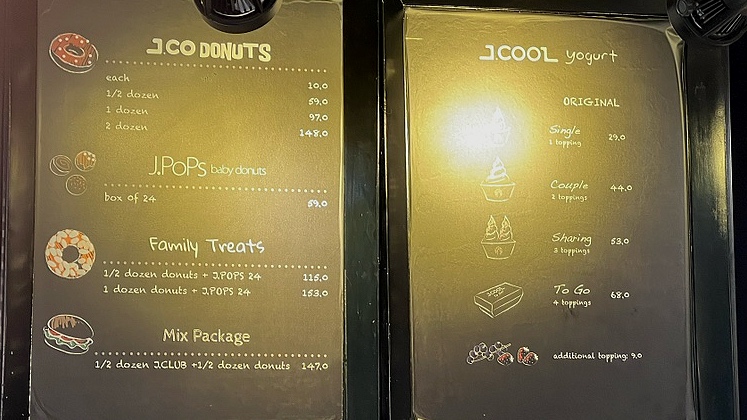 J.CO DONUTS
each 10,0
1/2 dozen 59,0
1 dozen 97,0
2 dozen 148,0
J.POPS baby donuts
box of 24 59,0
Family Treats
1/2 dozen donuts + J.POPS 24 115,0
1 dozen donuts + J.POPS 24 153,0
Mix Package
1/2 dozen J.CLUB +1/2 dozen donuts 147,0
J.COOL yogurt
ORIGINAL
Single 29,0
1 topping
Couple 44,0
2 toppings
Sharing 53,0
3 toppings
To Go 68,0
4 toppings
additional topping: 9,0